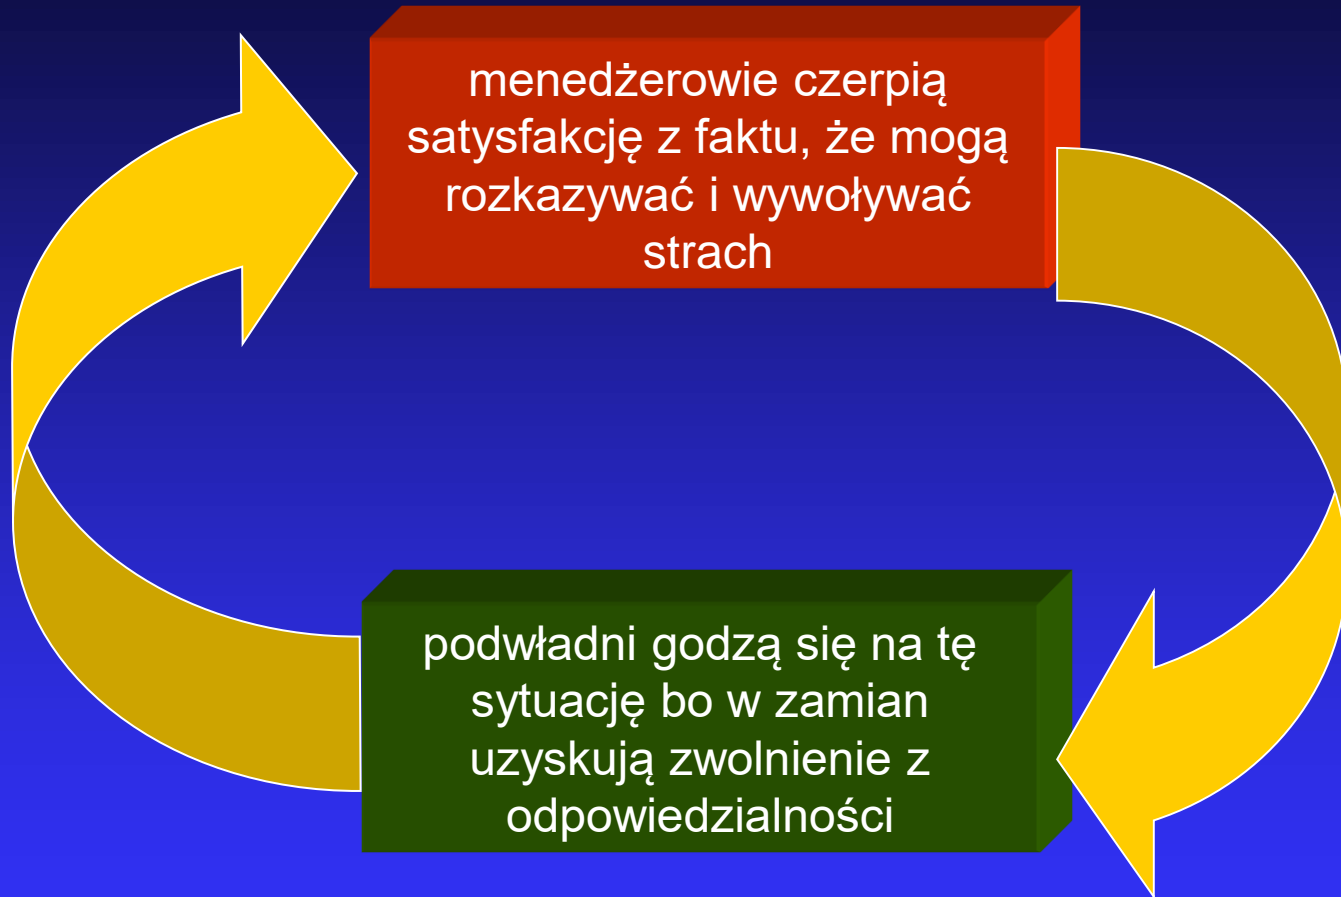 menedżerowie czerpią
satysfakcję z faktu, że mogą
rozkazywać i wywoływać
strach
podwładni godzą się na tę
sytuację bo w zamian
uzyskują zwolnienie z
odpowiedzialności